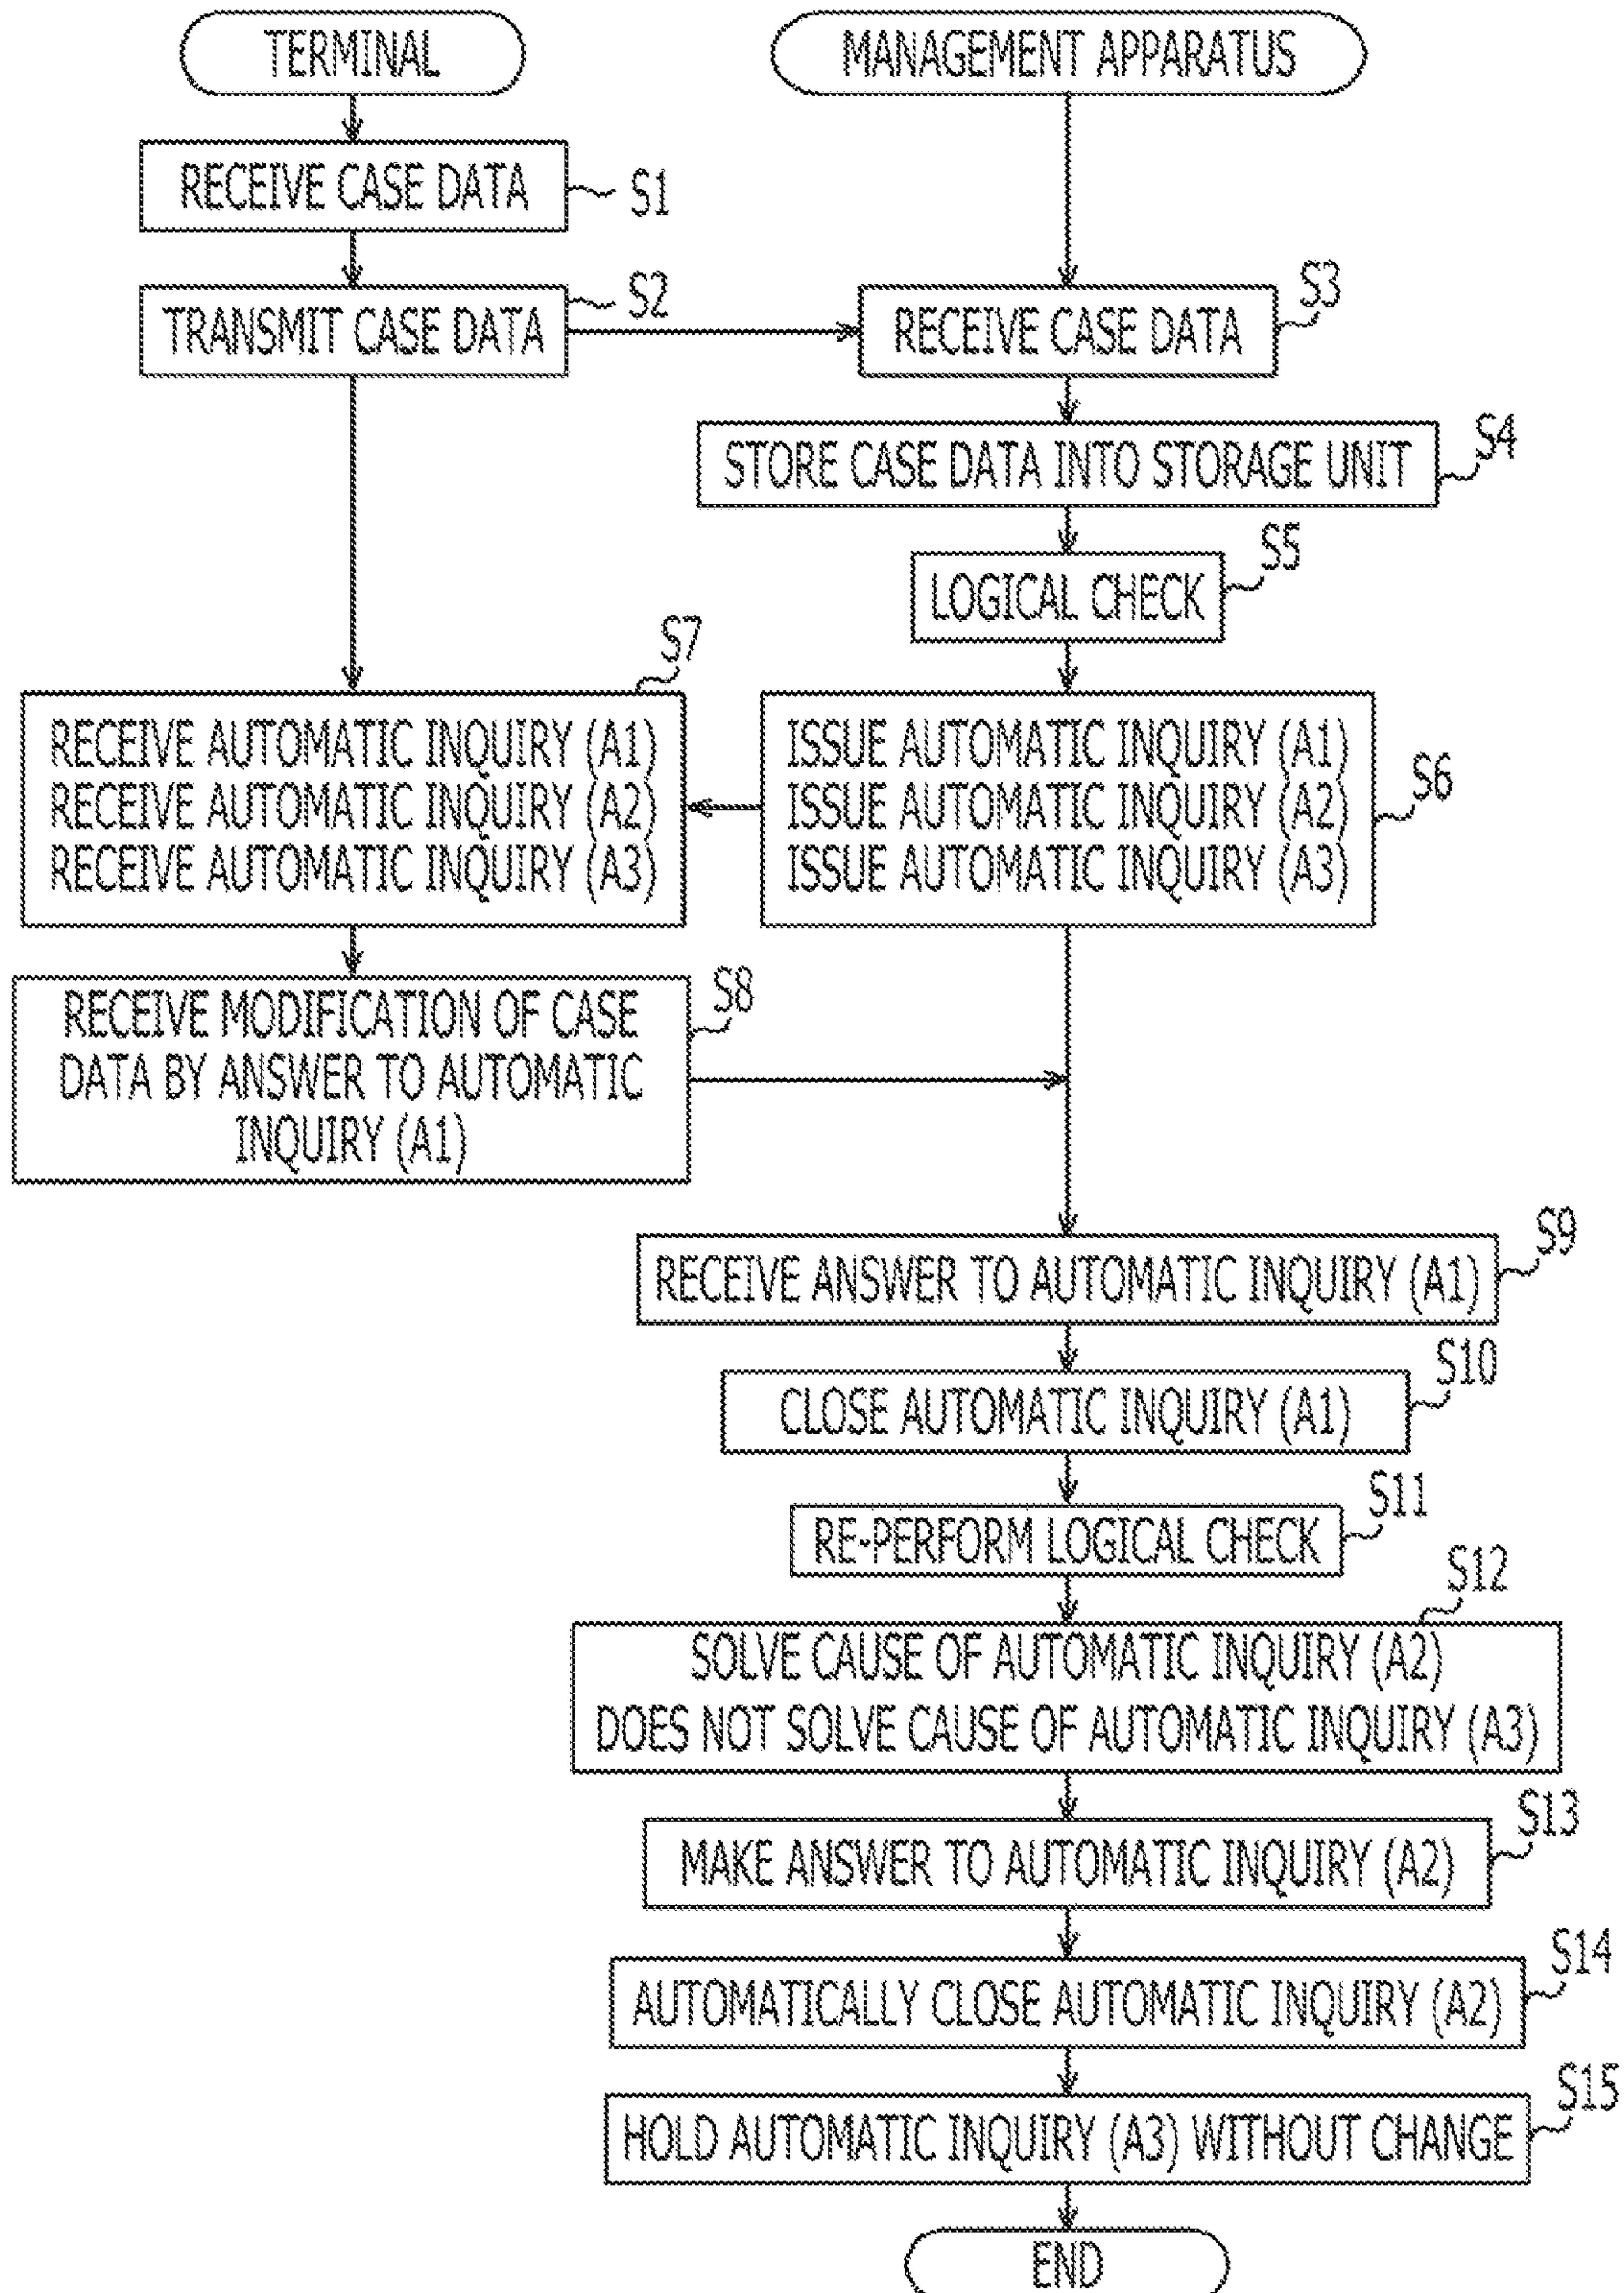 TERMINAL
MANAGEMENT APPARATUS
RECEIVE CASE DATA
S1
TRANSMIT CASE DATA
S2
RECEIVE CASE DATA
S3
STORE CASE DATA INTO STORAGE UNIT
S4
LOGICAL CHECK
S5
S7
RECEIVE AUTOMATIC INQUIRY (A1)
RECEIVE AUTOMATIC INQUIRY (A2)
RECEIVE AUTOMATIC INQUIRY (A3)
ISSUE AUTOMATIC INQUIRY (A1)
ISSUE AUTOMATIC INQUIRY (A2)
ISSUE AUTOMATIC INQUIRY (A3)
S6
RECEIVE MODIFICATION OF CASE
DATA BY ANSWER TO AUTOMATIC
INQUIRY (A1)
S8
RECEIVE ANSWER TO AUTOMATIC INQUIRY (A1)
S9
CLOSE AUTOMATIC INQUIRY (A1)
S10
RE-PERFORM LOGICAL CHECK
S11
S12
SOLVE CAUSE OF AUTOMATIC INQUIRY (A2)
DOES NOT SOLVE CAUSE OF AUTOMATIC INQUIRY (A3)
MAKE ANSWER TO AUTOMATIC INQUIRY (A2)
S13
AUTOMATICALLY CLOSE AUTOMATIC INQUIRY (A2)
S14
HOLD AUTOMATIC INQUIRY (A3) WITHOUT CHANGE
S15
END